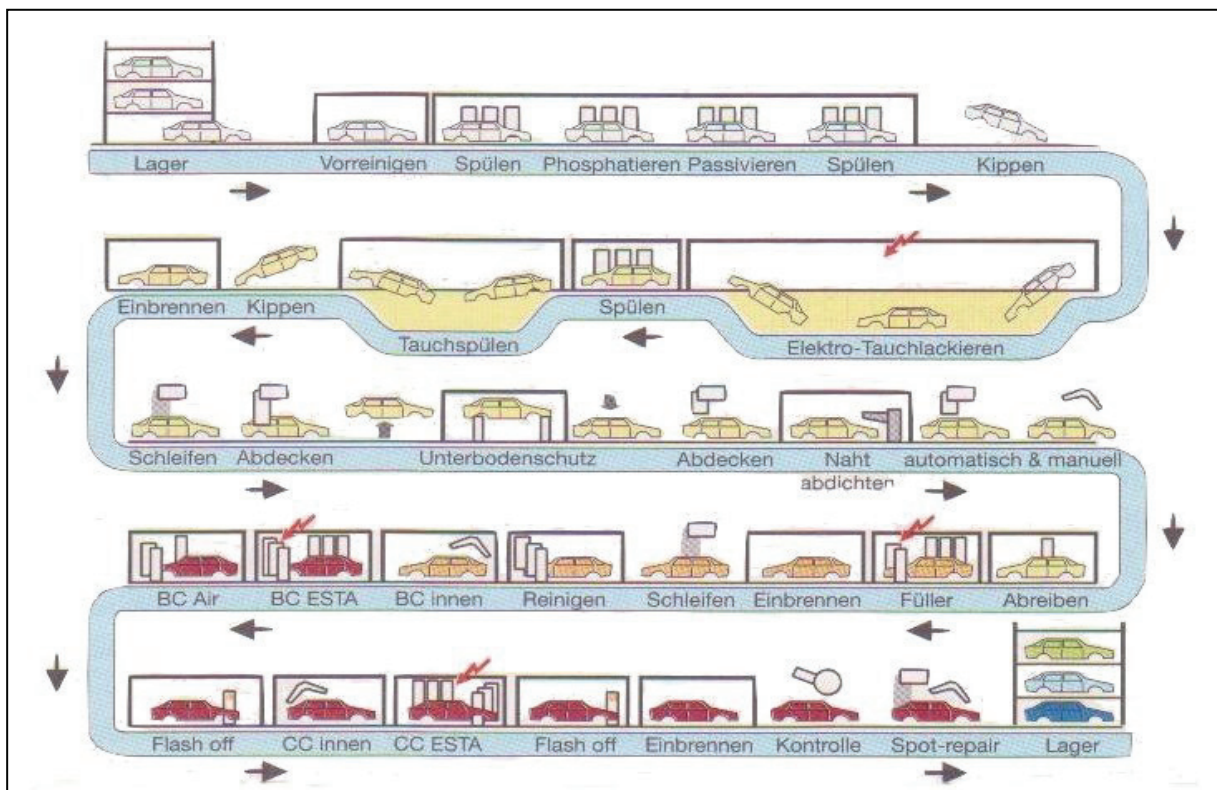 Lager Vorreinigen Spülen Phosphatieren Passivieren Spülen Kippen
Einbrennen Kippen Tauchspülen Spülen Elektro-Tauchlackieren
Schleifen Abdecken Unterbodenschutz Abdecken Naht abdichten automatisch & manuell
BC Air BC ESTA BC innen Reinigen Schleifen Einbrennen Füller Abreiben
Flash off CC innen CC ESTA Flash off Einbrennen Kontrolle Spot-repair Lager